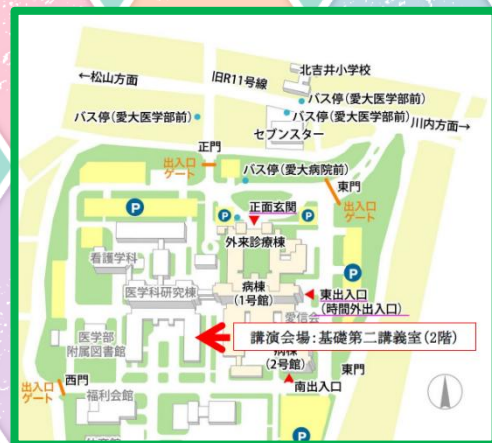 北吉井小学校
←松山方面
旧R11号線
バス停(愛大医学部前)
バス停(愛大医学部前)
バス停(愛大医学部前)
川内方面→
セブンスター
正門
出入口
ゲート
バス停(愛大病院前)
東門
出入口
ゲート
P
P
正面玄関
P
外来診療棟
P
看護学科
病棟
(1号館)
医学科研究棟
東出入口
(時間外出入口)
愛信会
医学部
附属図書館
講演会場:基礎第二講義室(2階)
病棟
(2号館)
東門
出入口
ゲート
西門
福利会館
南出入口
体育館
P